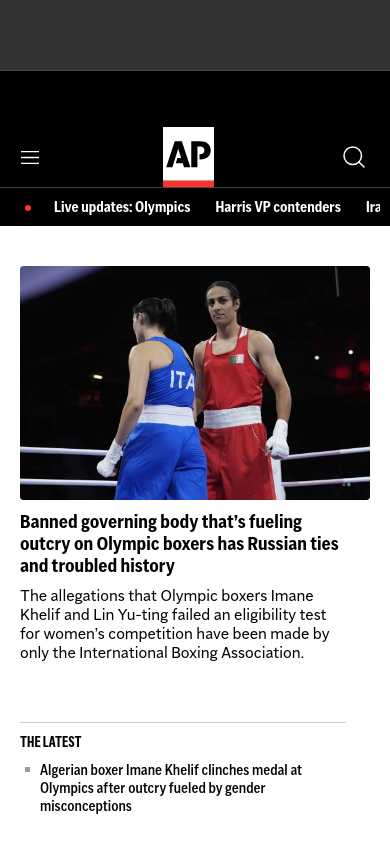 AP
Live updates: Olympics Harris VP contenders Ira
ITA
Banned governing body that's fueling
outcry on Olympic boxers has Russian ties
and troubled history
The allegations that Olympic boxers Imane
Khelif and Lin Yu-ting failed an eligibility test
for women's competition have been made by
only the International Boxing Association.
THE LATEST
Algerian boxer Imane Khelif clinches medal at
Olympics after outcry fueled by gender
misconceptions